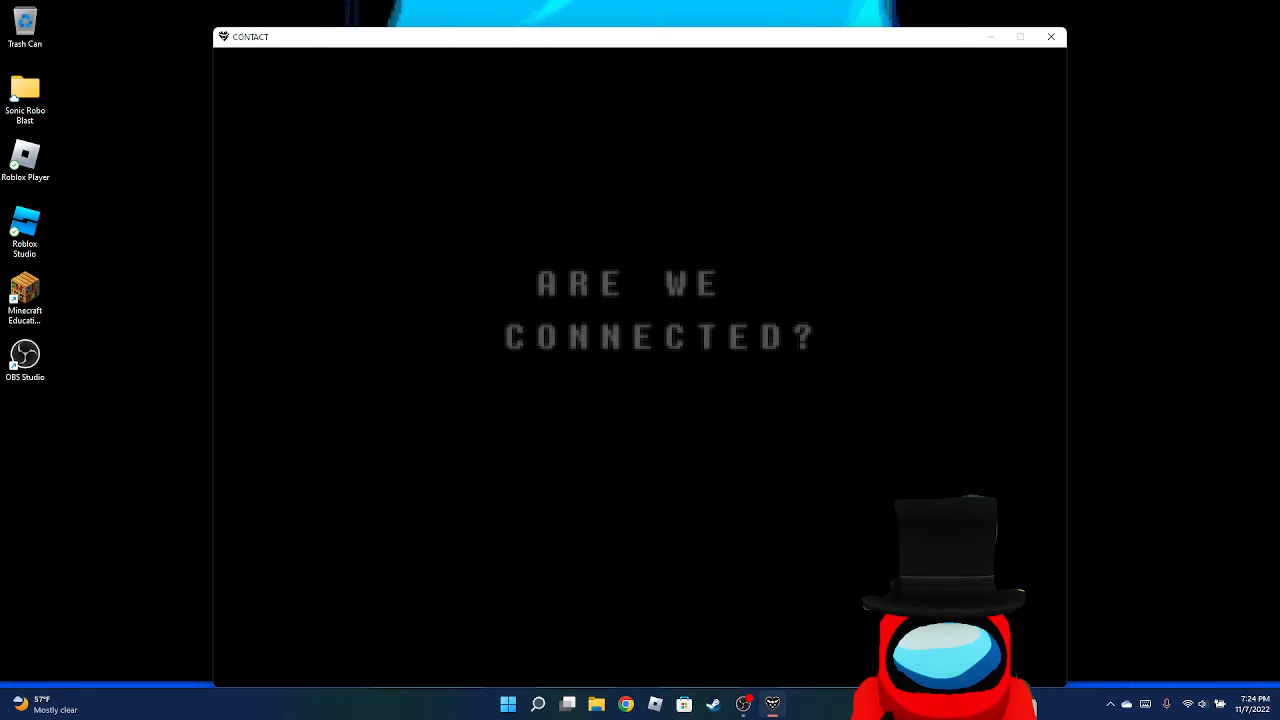 Trash Can
CONTACT
Sonic Robo
Blast
Roblox Player
Roblox
Studio
Minecraft
Educati...
OBS Studio
ARE WE
CONNECTED?
57°F
Mostly clear
7:24 PM
11/7/2022